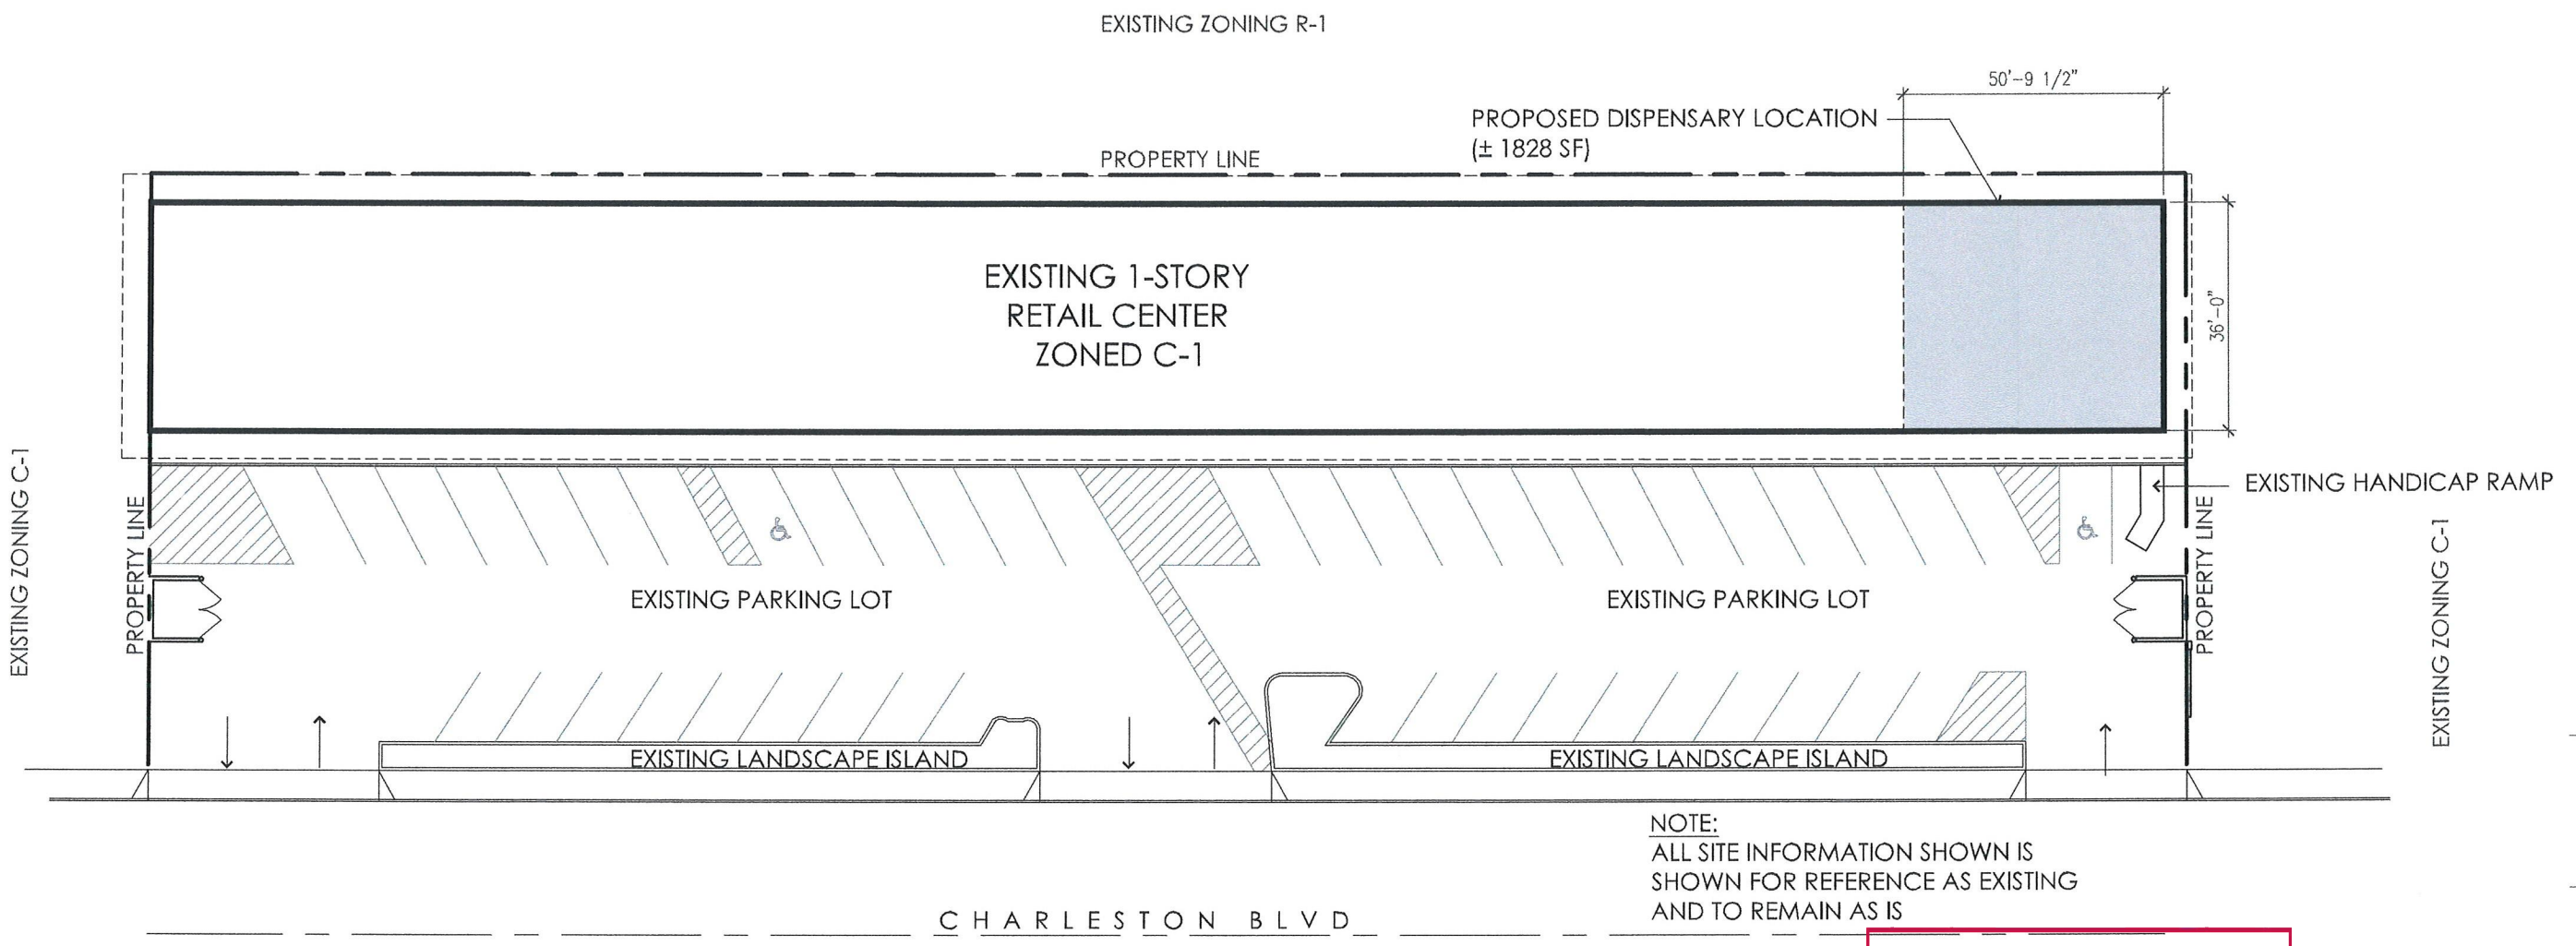 EXISTING ZONING R-1
50'-9 1/2"
PROPOSED DISPENSARY LOCATION
(± 1828 SF)
PROPERTY LINE
EXISTING 1-STORY
RETAIL CENTER
ZONED C-1
36'-0"
EXISTING ZONING C-1
PROPERTY LINE
EXISTING HANDICAP RAMP
PROPERTY LINE
EXISTING ZONING C-1
EXISTING PARKING LOT
EXISTING PARKING LOT
EXISTING LANDSCAPE ISLAND
EXISTING LANDSCAPE ISLAND
NOTE:
ALL SITE INFORMATION SHOWN IS
SHOWN FOR REFERENCE AS EXISTING
AND TO REMAIN AS IS
CHARLESTON BLVD